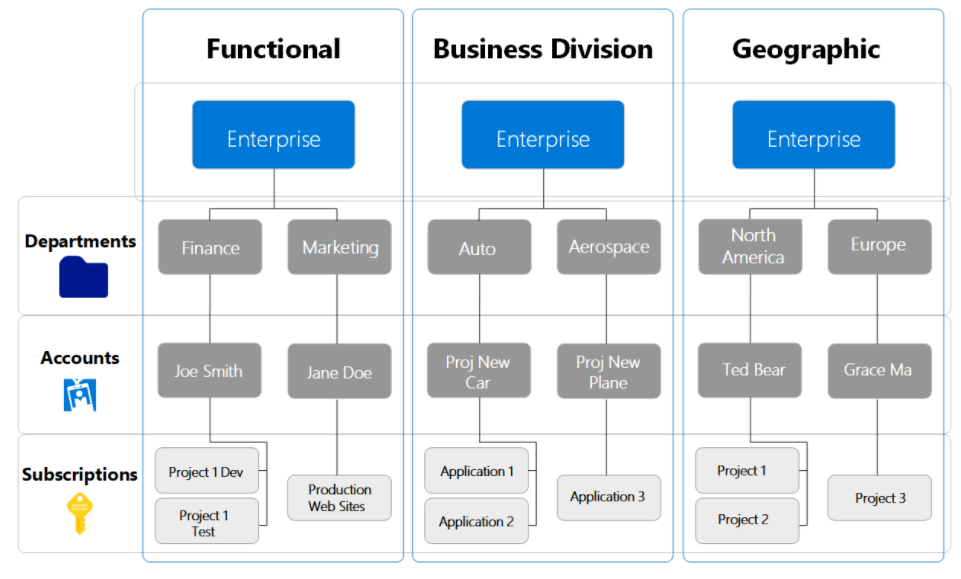 Functional
Business Division
Geographic
Enterprise
Enterprise
Enterprise
Departments
Finance
Marketing
Auto
Aerospace
North
America
Europe
Accounts
Joe Smith
Jane Doe
Proj New
Car
Proj New
Plane
Ted Bear
Grace Ma
Subscriptions
Project 1 Dev
Project 1
Test
Production
Web Sites
Application 1
Application 2
Application 3
Project 1
Project 2
Project 3